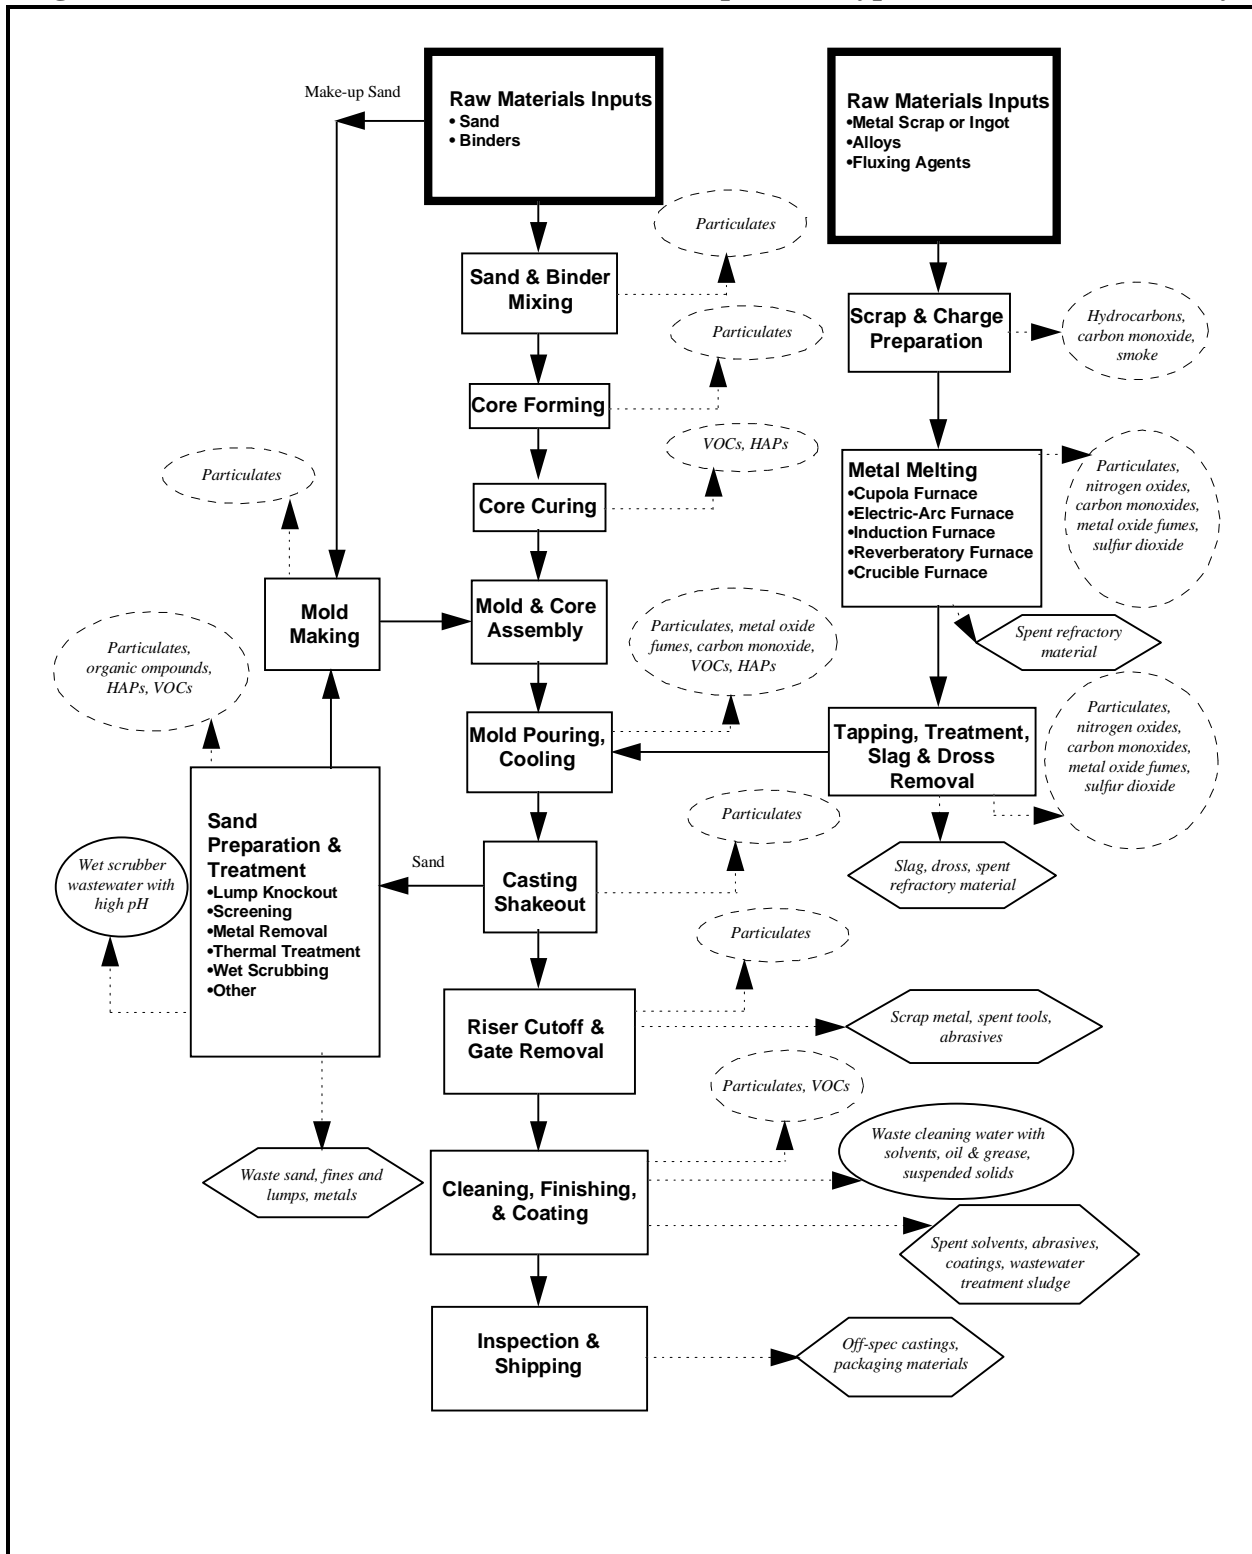 Make-up Sand
Raw Materials Inputs
• Sand
• Binders
Raw Materials Inputs
•Metal Scrap or Ingot
•Alloys
•Fluxing Agents
Particulates
Sand & Binder
Mixing
Scrap & Charge
Preparation
Hydrocarbons,
carbon monoxide,
smoke
Particulates
Core Forming
VOCs, HAPs
Particulates
Core Curing
Metal Melting
•Cupola Furnace
•Electric-Arc Furnace
•Induction Furnace
•Reverberatory Furnace
•Crucible Furnace
Particulates,
nitrogen oxides,
carbon monoxides,
metal oxide fumes,
sulfur dioxide
Mold
Making
Mold & Core
Assembly
Particulates, metal oxide
fumes, carbon monoxide,
VOCs, HAPs
Spent refractory
material
Particulates,
organic ompounds,
HAPs, VOCs
Mold Pouring,
Cooling
Tapping, Treatment,
Slag & Dross
Removal
Particulates,
nitrogen oxides,
carbon monoxides,
metal oxide fumes,
sulfur dioxide
Particulates
Sand
Preparation &
Treatment
•Lump Knockout
•Screening
•Metal Removal
•Thermal Treatment
•Wet Scrubbing
•Other
Wet scrubber
wastewater with
high pH
Sand
Casting
Shakeout
Slag, dross, spent
refractory material
Particulates
Riser Cutoff &
Gate Removal
Scrap metal, spent tools,
abrasives
Particulates, VOCs
Waste cleaning water with
solvents, oil & grease,
suspended solids
Waste sand, fines and
lumps, metals
Cleaning, Finishing,
& Coating
Spent solvents, abrasives,
coatings, wastewater
treatment sludge
Inspection &
Shipping
Off-spec castings,
packaging materials